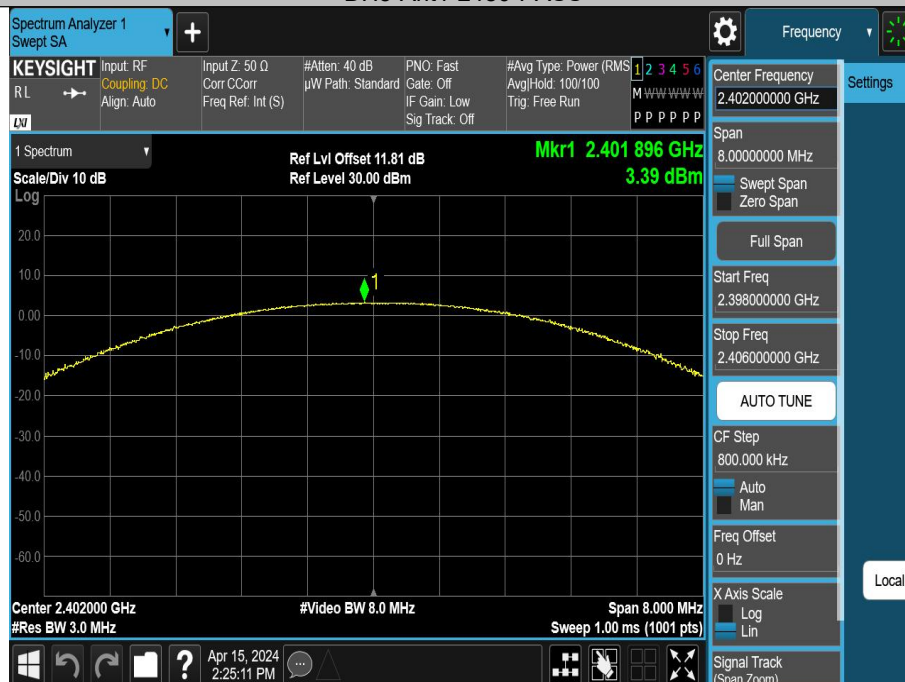 Spectrum Analyzer 1
Swept SA
+
Frequency
KEYSIGHT
RL
LXI
Input: RF
Coupling: DC
Align: Auto
Input Z: 50 Ω
Corr CCorr
Freq Ref: Int (S)
#Atten: 40 dB
µW Path: Standard
PNO: Fast
Gate: Off
IF Gain: Low
Sig Track: Off
#Avg Type: Power (RMS
Avg|Hold: 100/100
Trig: Free Run
1 2 3 4 5 6
M W W W W W
P P P P P P
Center Frequency
2.402000000 GHz
Settings
Span
8.00000000 MHz
Swept Span
Zero Span
Full Span
Start Freq
2.398000000 GHz
Stop Freq
2.406000000 GHz
AUTO TUNE
CF Step
800.000 kHz
Auto
Man
Freq Offset
0 Hz
X Axis Scale
Log
Lin
Local
Signal Track
(Span Zoom)
1 Spectrum
Scale/Div 10 dB
Log
Ref Lvl Offset 11.81 dB
Ref Level 30.00 dBm
Mkr1 2.401 896 GHz
3.39 dBm
20.0
10.0
1
0.00
-10.0
-20.0
-30.0
-40.0
-50.0
-60.0
Center 2.402000 GHz
#Video BW 8.0 MHz
Span 8.000 MHz
#Res BW 3.0 MHz
Sweep 1.00 ms (1001 pts)
?
Apr 15, 2024
2:25:11 PM